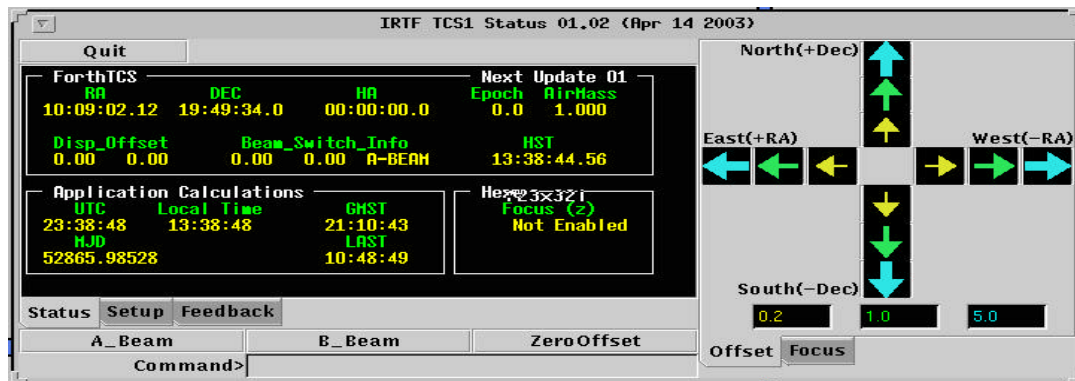 IRTF TCS1 Status 01.02 (Apr 14 2003)
Quit
ForthTCS Next Update 01
RA DEC HA Epoch AirMass
10:09:02.12 19:49:34.0 00:00:00.0 0.0 1.000
Disp_Offset Beam_Switch_Info HST
0.00 0.00 0.00 0.00 A-BEAM 13:38:44.56
Application Calculations
UTC Local Time GMST
23:38:48 13:38:48 21:10:43
MJD LAST
52865.98528 10:48:49
Focus (z)
Not Enabled
Status Setup Feedback
A_Beam B_Beam ZeroOffset
Command>
North(+Dec)
East(+RA) West(-RA)
South(-Dec)
0.2 1.0 5.0
Offset Focus